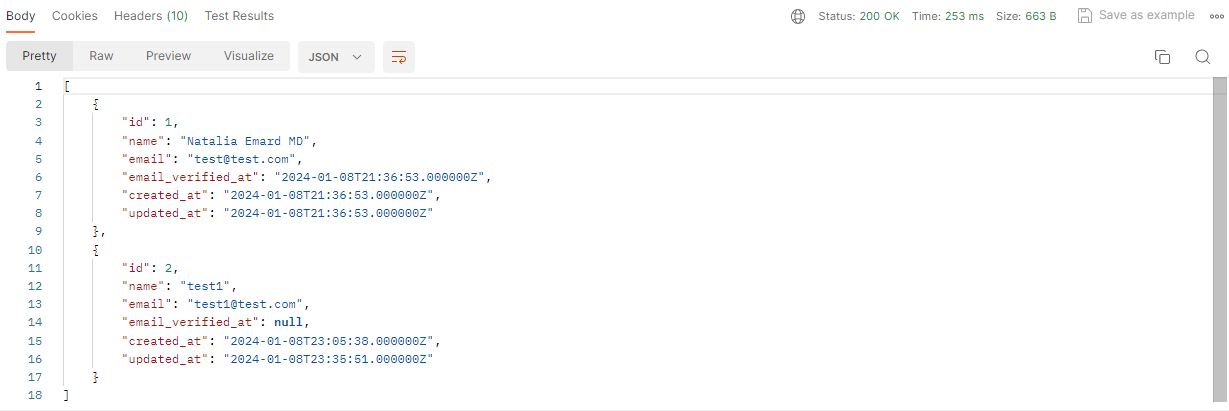 Body Cookies Headers (10) Test Results Status: 200 OK Time: 253 ms Size: 663 B Save as example
Pretty Raw Preview Visualize JSON
1 [
2 {
3 "id": 1,
4 "name": "Natalia Emard MD",
5 "email": "test@test.com",
6 "email_verified_at": "2024-01-08T21:36:53.000000Z",
7 "created_at": "2024-01-08T21:36:53.000000Z",
8 "updated_at": "2024-01-08T21:36:53.000000Z"
9 },
10 {
11 "id": 2,
12 "name": "test1",
13 "email": "test1@test.com",
14 "email_verified_at": null,
15 "created_at": "2024-01-08T23:05:38.000000Z",
16 "updated_at": "2024-01-08T23:35:51.000000Z"
17 }
18 ]